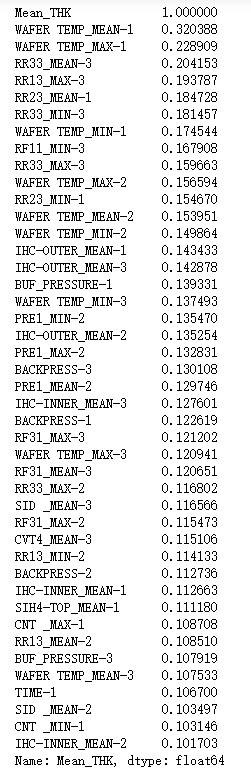 Mean_THK 1.000000
WAFER TEMP_MEAN-1 0.320388
WAFER TEMP_MAX-1 0.228909
RR33_MEAN-3 0.204153
RR13_MAX-3 0.193787
RR23_MEAN-1 0.184728
RR33_MIN-3 0.181457
WAFER TEMP_MIN-1 0.174544
RF11_MIN-3 0.167908
RR33_MAX-3 0.159663
WAFER TEMP_MAX-2 0.156594
RR23_MIN-1 0.154670
WAFER TEMP_MEAN-2 0.153951
WAFER TEMP_MIN-2 0.149864
IHC-OUTER_MEAN-1 0.143433
IHC-OUTER_MEAN-3 0.142878
BUF_PRESSURE-1 0.139331
WAFER TEMP_MIN-3 0.137493
PRE1_MIN-2 0.135470
IHC-OUTER_MEAN-2 0.135254
PRE1_MAX-2 0.132831
BACKPRESS-3 0.130108
PRE1_MEAN-2 0.129746
IHC-INNER_MEAN-3 0.127601
BACKPRESS-1 0.122619
RF31_MAX-3 0.121202
WAFER TEMP_MAX-3 0.120941
RF31_MEAN-3 0.120651
RR33_MAX-2 0.116802
SID _MEAN-3 0.116566
RF31_MAX-2 0.115473
CVT4_MEAN-3 0.115106
RR13_MIN-2 0.114133
BACKPRESS-2 0.112736
IHC-INNER_MEAN-1 0.112663
SIH4-TOP_MEAN-1 0.111180
CNT _MAX-1 0.108708
RR13_MEAN-2 0.108510
BUF_PRESSURE-3 0.107919
WAFER TEMP_MEAN-3 0.107533
TIME-1 0.106700
SID _MEAN-2 0.103497
CNT _MIN-1 0.103146
IHC-INNER_MEAN-2 0.101703
Name: Mean_THK, dtype: float64